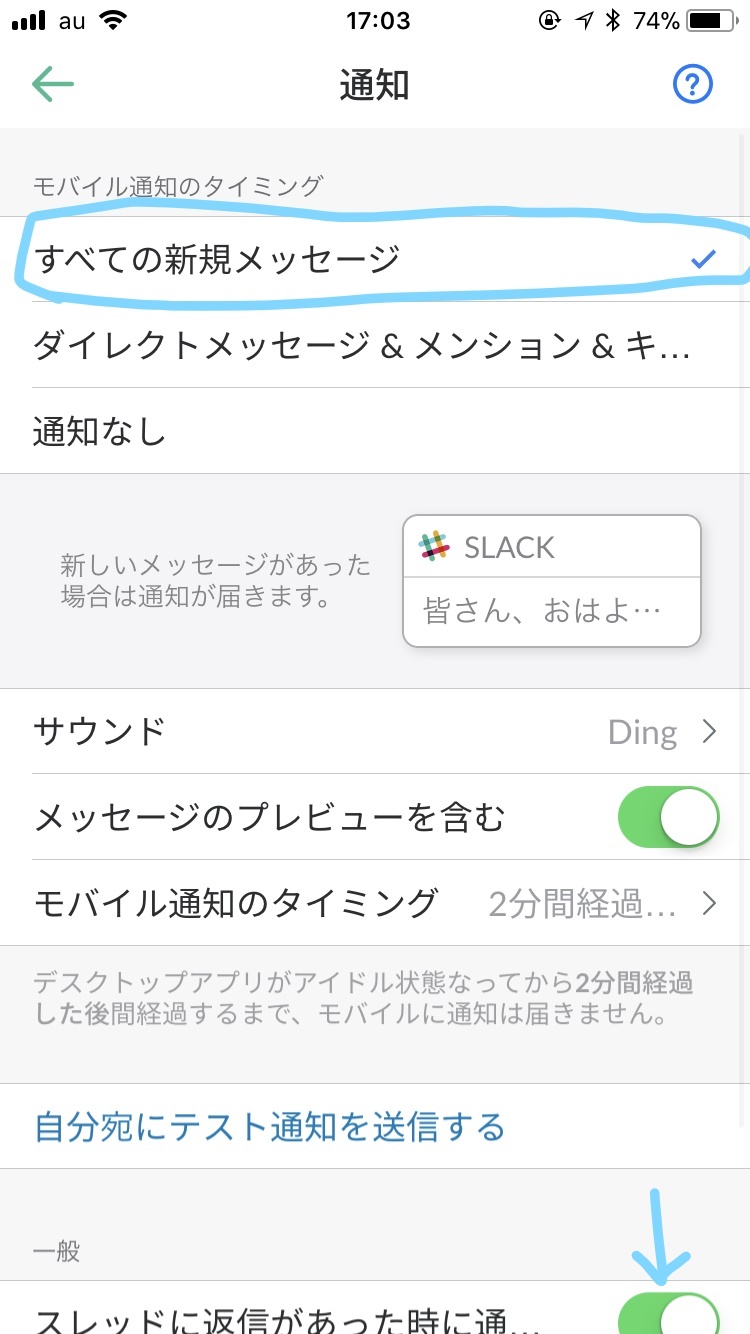 au 17:03 74%
通知
モバイル通知のタイミング
すべての新規メッセージ
ダイレクトメッセージ & メンション & キ...
通知なし
新しいメッセージがあった
場合は通知が届きます。
SLACK
皆さん、おはよ…
サウンド Ding
メッセージのプレビューを含む
モバイル通知のタイミング 2分間経過...
デスクトップアプリがアイドル状態なってから2分間経過
した後間経過するまで、モバイルに通知は届きません。
自分宛にテスト通知を送信する
一般
スレッドに返信があった時に通...